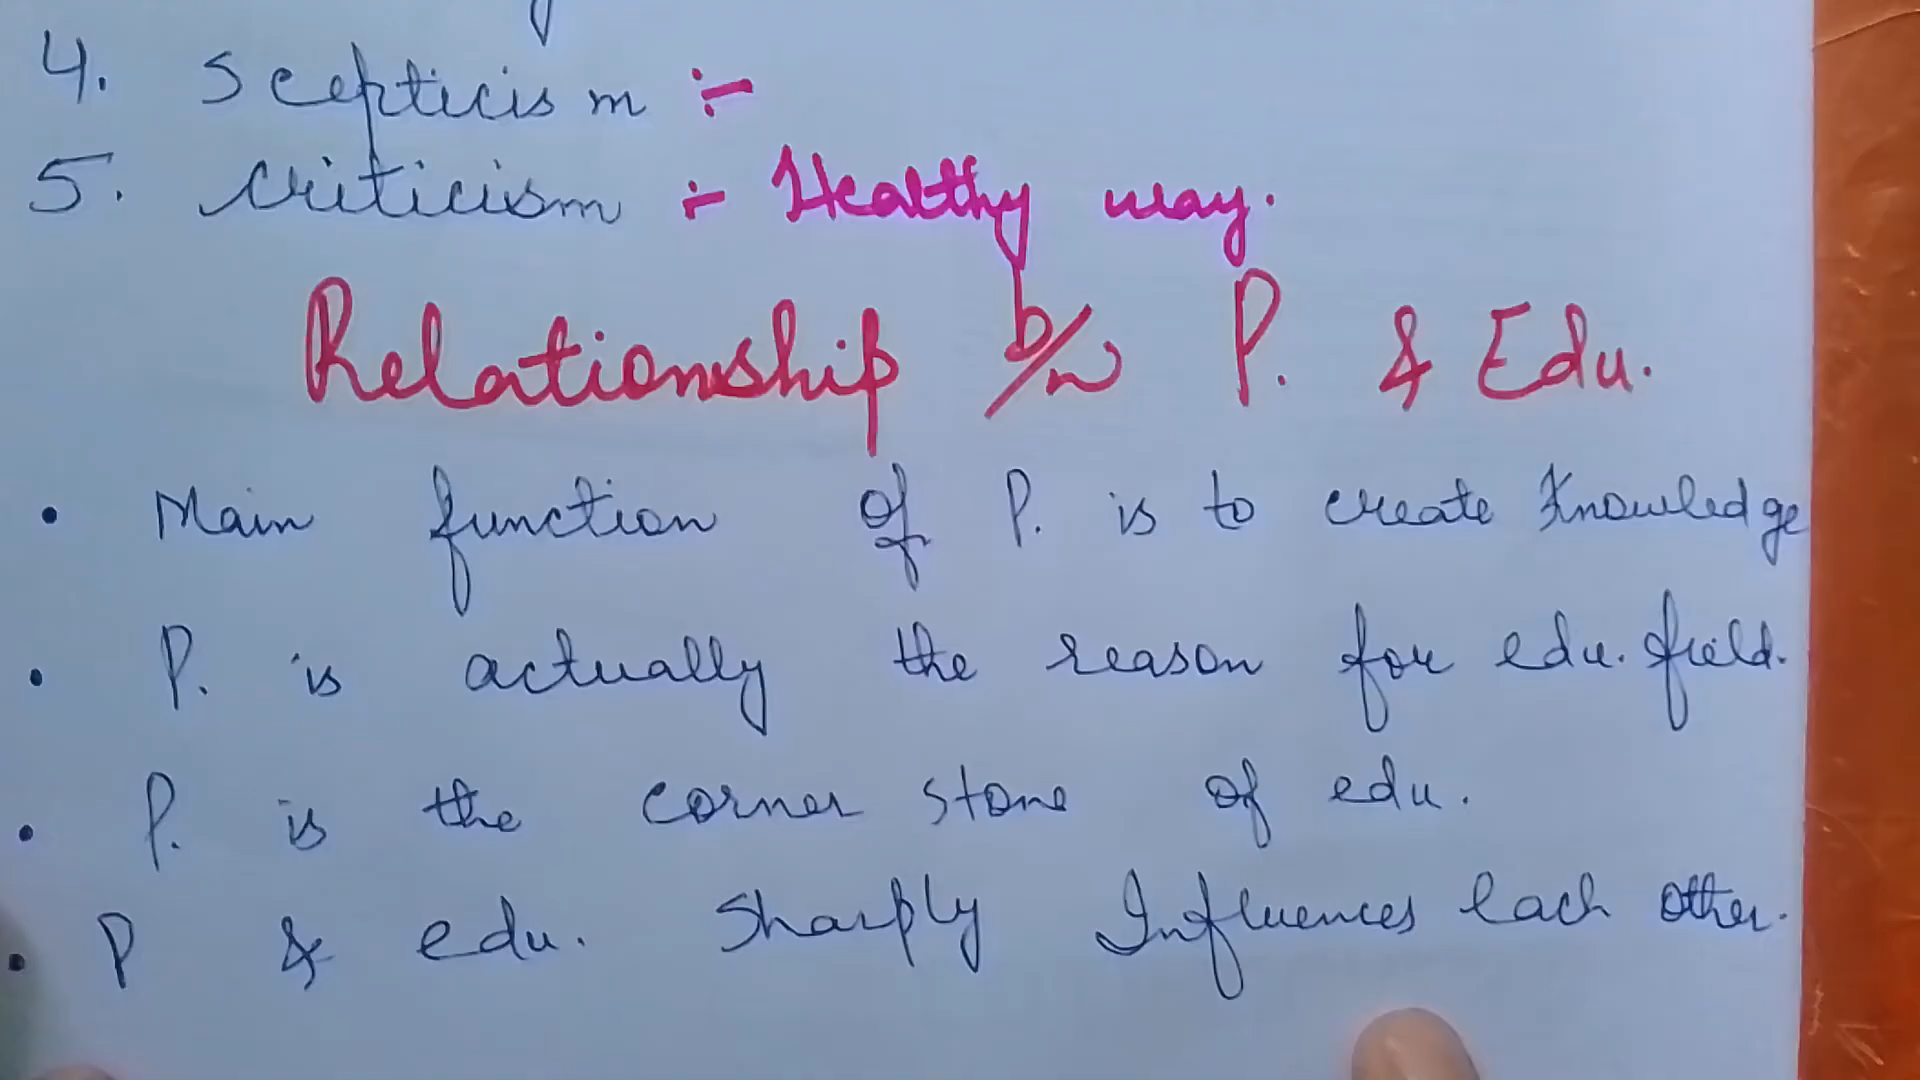 4. Scepticism :-
5. Criticism :- Healthy way.
Relationship b/w P. & Edu.
• Main function of P. is to create Knowledge
• P. is actually the reason for edu. field.
• P. is the corner stone of edu.
• P & edu. Sharply Influences each other.